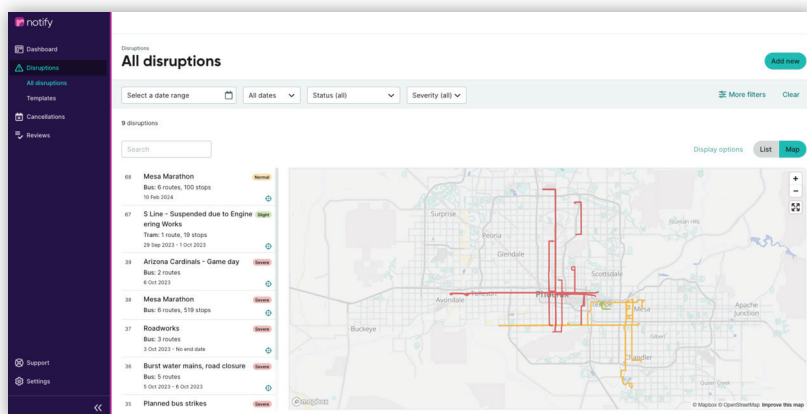 notify
Dashboard
Disruptions
All disruptions
Templates
Cancellations
Reviews
Support
Settings
Disruptions
All disruptions
Add new
Select a date range
All dates
Status (all)
Severity (all)
More filters
Clear
9 disruptions
Search
Display options
List
Map
68 Mesa Marathon Normal
Bus: 6 routes, 100 stops
10 Feb 2024
67 S Line - Suspended due to Engine Slight
ering Works
Tram: 1 route, 19 stops
29 Sep 2023 - 1 Oct 2023
39 Arizona Cardinals - Game day Severe
Bus: 2 routes
6 Oct 2023
38 Mesa Marathon Severe
Bus: 6 routes, 519 stops
37 Roadworks Severe
Bus: 3 routes
3 Oct 2023 - No end date
36 Burst water mains, road closure Severe
Bus: 5 routes
5 Oct 2023 - 6 Oct 2023
35 Planned bus strikes Severe
Surprise
Peoria
Glendale
Scottsdale
Avondale
Phoenix
Mesa
Apache
Junction
Buckeye
Chandler
Queen Creek
mapbox
© Mapbox © OpenStreetMap Improve this map